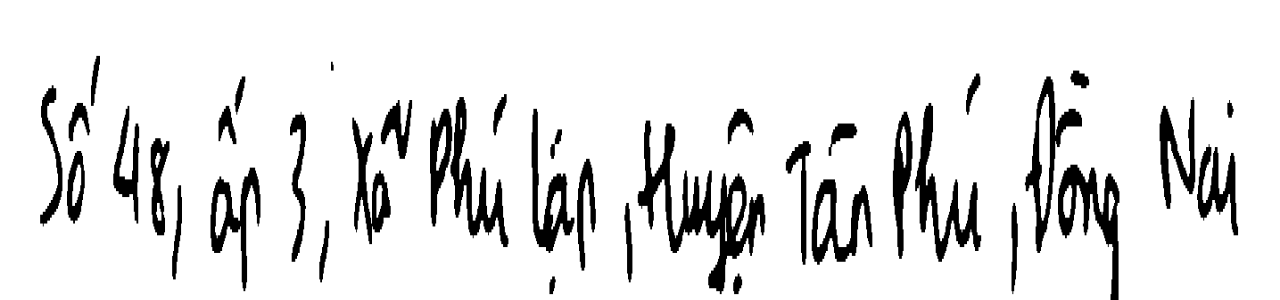 Số 48, ấp 3, Xã Phú Lập, Huyện Tân Phú, Đồng Nai